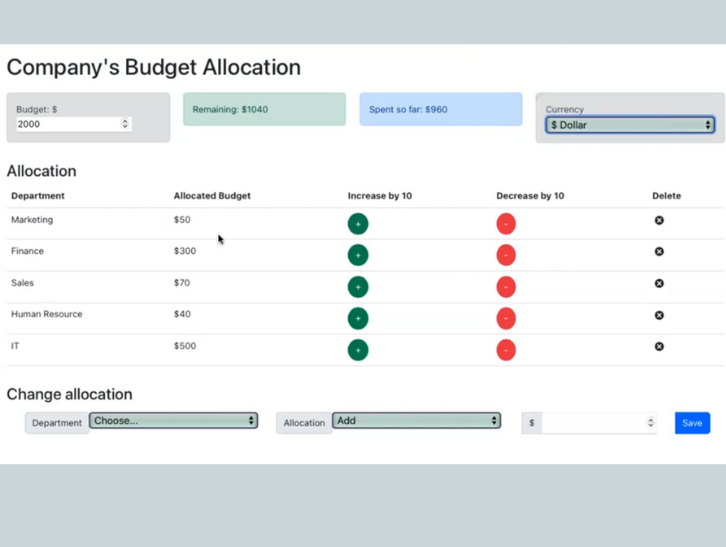 Company's Budget Allocation
Budget: $
2000
Remaining: $1040
Spent so far: $960
Currency
$ Dollar
Allocation
Department Allocated Budget Increase by 10 Decrease by 10 Delete
Marketing $50 + -
Finance $300 + -
Sales $70 + -
Human Resource $40 + -
IT $500 + -
Change allocation
Department Choose... Allocation Add $ Save